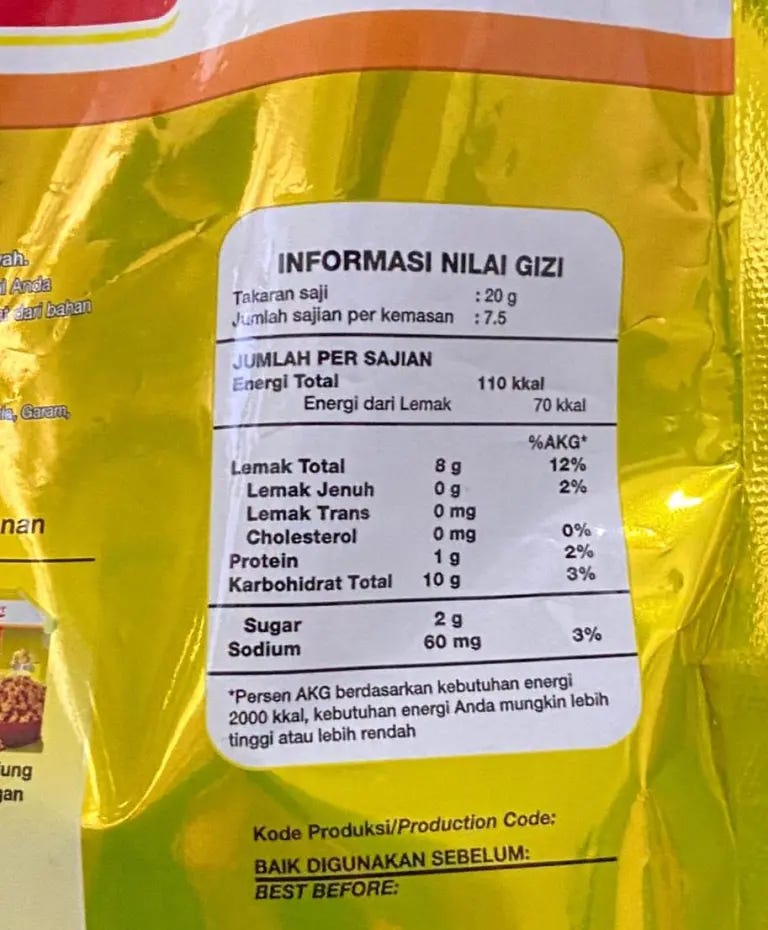 INFORMASI NILAI GIZI
Takaran saji : 20 g
Jumlah sajian per kemasan : 7.5
JUMLAH PER SAJIAN
Energi Total 110 kkal
Energi dari Lemak 70 kkal
%AKG*
Lemak Total 8 g 12%
Lemak Jenuh 0 g 2%
Lemak Trans 0 mg
Cholesterol 0 mg 0%
Protein 1 g 2%
Karbohidrat Total 10 g 3%
Sugar 2 g
Sodium 60 mg 3%
*Persen AKG berdasarkan kebutuhan energi
2000 kkal, kebutuhan energi Anda mungkin lebih
tinggi atau lebih rendah
Kode Produksi/Production Code:
BAIK DIGUNAKAN SEBELUM:
BEST BEFORE:
Anda
dari bahan
Garam,